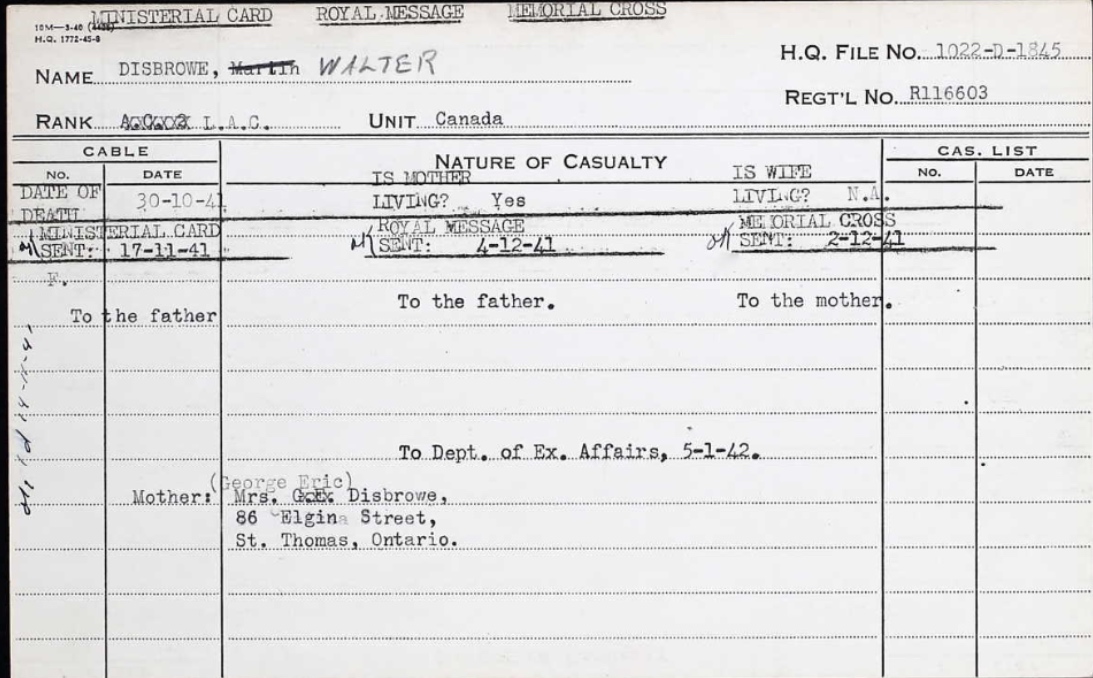 MINISTERIAL CARD ROYAL MESSAGE MEMORIAL CROSS
10M—3-40
H.Q. 1772-45-8
H.Q. FILE NO. 1022-D-1845
NAME DISBROWE, Martin WALTER
REGT'L NO. R116603
RANK L.A.C. UNIT Canada
CABLE NATURE OF CASUALTY CAS. LIST
NO. DATE IS MOTHER IS WIFE NO. DATE
DATE OF DEATH 30-10-41 LIVING? Yes LIVING? N.A.
MINISTERIAL CARD ROYAL MESSAGE MEMORIAL CROSS
SENT: 17-11-41 SENT: 4-12-41 SENT: 2-12-41
F.
To the father To the father. To the mother.
To Dept. of Ex. Affairs, 5-1-42.
(George Eric)
Mother: Mrs. Disbrowe,
86 Elgin Street,
St. Thomas, Ontario.